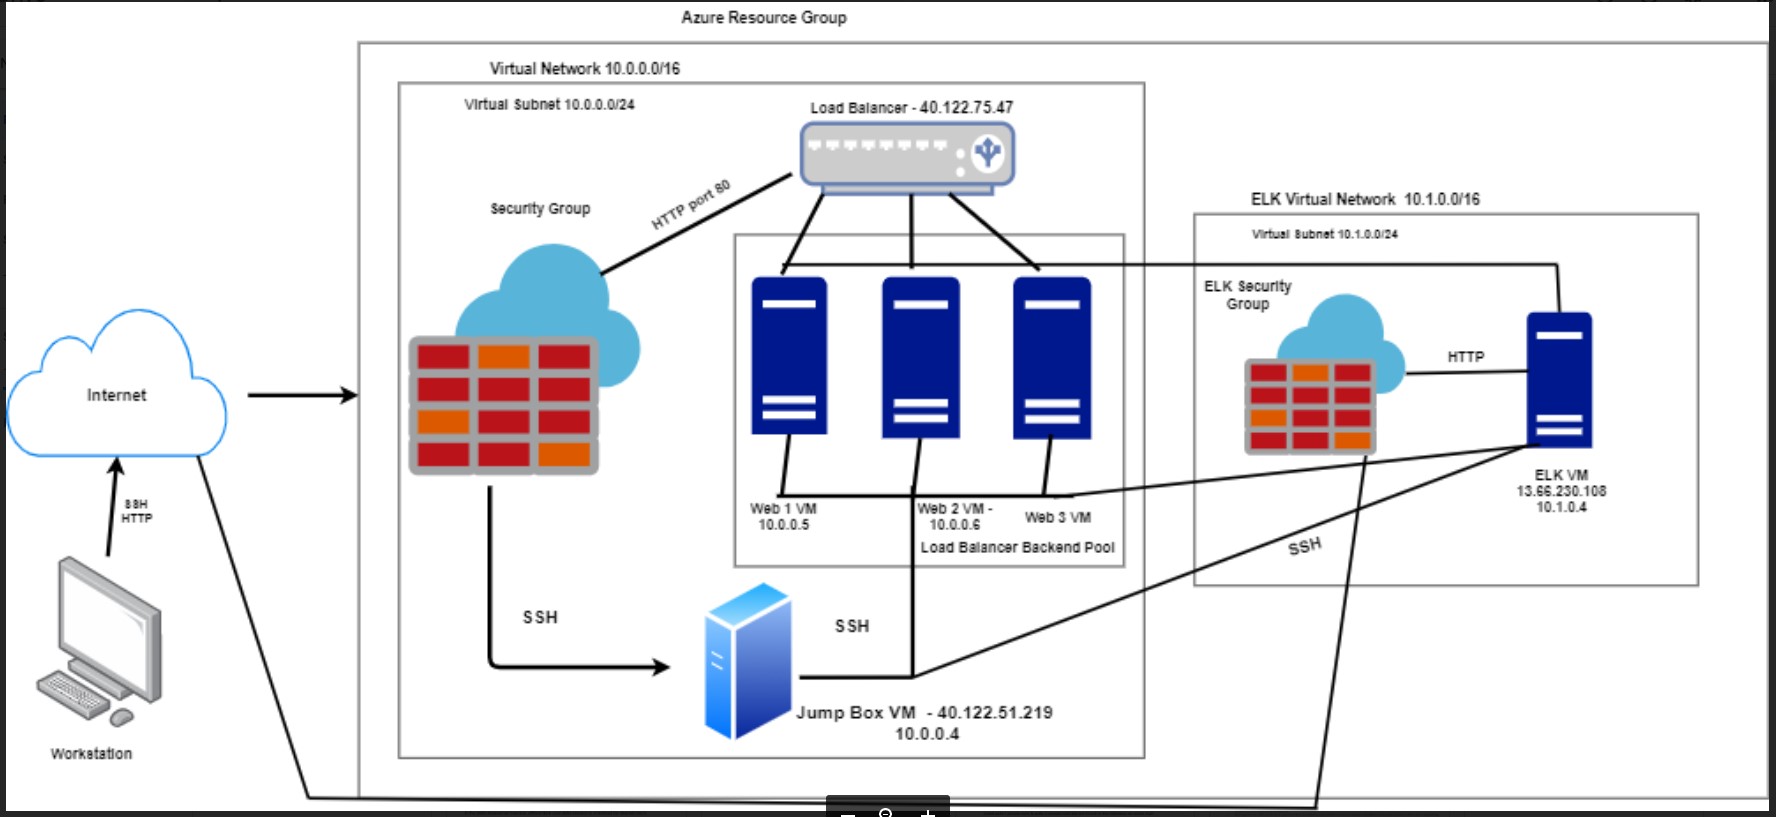 Azure Resource Group
Virtual Network 10.0.0.0/16
Virtual Subnet 10.0.0.0/24
Load Balancer - 40.122.75.47
HTTP port 80
Security Group
ELK Virtual Network 10.1.0.0/16
Virtual Subnet 10.1.0.0/24
ELK Security
Group
HTTP
Internet
SSH
HTTP
Workstation
Web 1 VM
10.0.0.5
Web 2 VM -
10.0.0.6
Web 3 VM
Load Balancer Backend Pool
ELK VM
13.66.230.108
10.1.0.4
SSH
SSH
SSH
Jump Box VM - 40.122.51.219
10.0.0.4